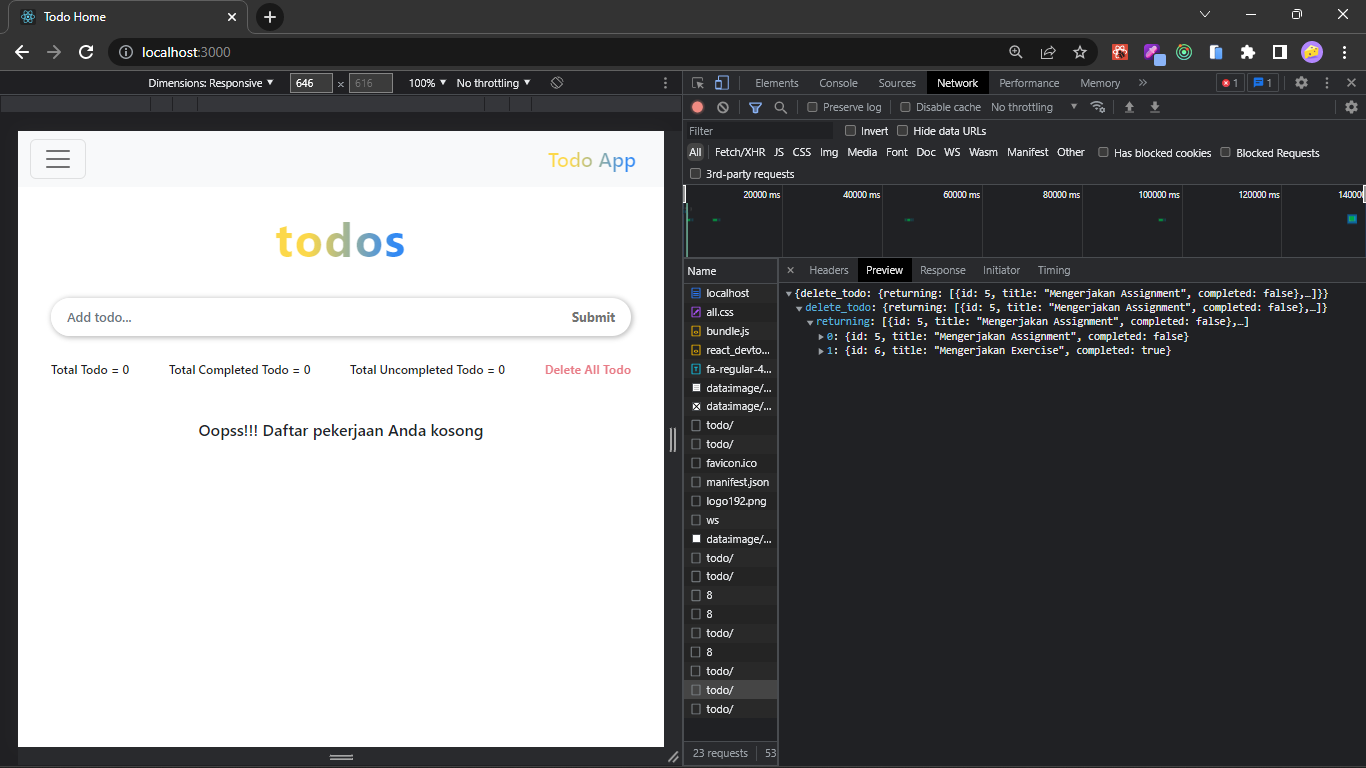 Todo Home
localhost:3000
Dimensions: Responsive 646 × 616 100% No throttling
Elements Console Sources Network Performance Memory » 1 1
Preserve log Disable cache No throttling
Filter Invert Hide data URLs
All Fetch/XHR JS CSS Img Media Font Doc WS Wasm Manifest Other Has blocked cookies Blocked Requests
3rd-party requests
20000 ms 40000 ms 60000 ms 80000 ms 100000 ms 120000 ms 14000
Todo App
todos
Add todo... Submit
Total Todo = 0 Total Completed Todo = 0 Total Uncompleted Todo = 0 Delete All Todo
Oopss!!! Daftar pekerjaan Anda kosong
Name
localhost
all.css
bundle.js
react_devto...
fa-regular-4...
data:image/...
data:image/...
todo/
todo/
favicon.ico
manifest.json
logo192.png
ws
data:image/...
todo/
todo/
8
8
todo/
8
todo/
todo/
todo/
23 requests 53
Headers Preview Response Initiator Timing
{delete_todo: {returning: [{id: 5, title: "Mengerjakan Assignment", completed: false},…]}}
delete_todo: {returning: [{id: 5, title: "Mengerjakan Assignment", completed: false},…]}
returning: [{id: 5, title: "Mengerjakan Assignment", completed: false},…]
0: {id: 5, title: "Mengerjakan Assignment", completed: false}
1: {id: 6, title: "Mengerjakan Exercise", completed: true}